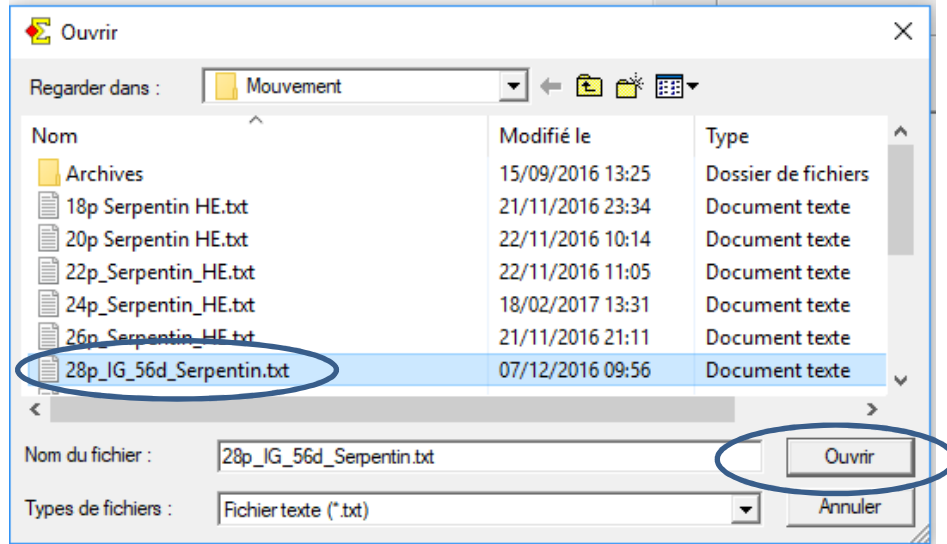 Ouvrir
Regarder dans : Mouvement
Nom Modifié le Type
Archives 15/09/2016 13:25 Dossier de fichiers
18p Serpentin HE.txt 21/11/2016 23:34 Document texte
20p Serpentin HE.txt 22/11/2016 10:14 Document texte
22p_Serpentin_HE.txt 22/11/2016 11:05 Document texte
24p_Serpentin_HE.txt 18/02/2017 13:31 Document texte
26p_Serpentin_HE.txt 21/11/2016 21:11 Document texte
28p_IG_56d_Serpentin.txt 07/12/2016 09:56 Document texte
Nom du fichier : 28p_IG_56d_Serpentin.txt Ouvrir
Types de fichiers : Fichier texte (*.txt) Annuler